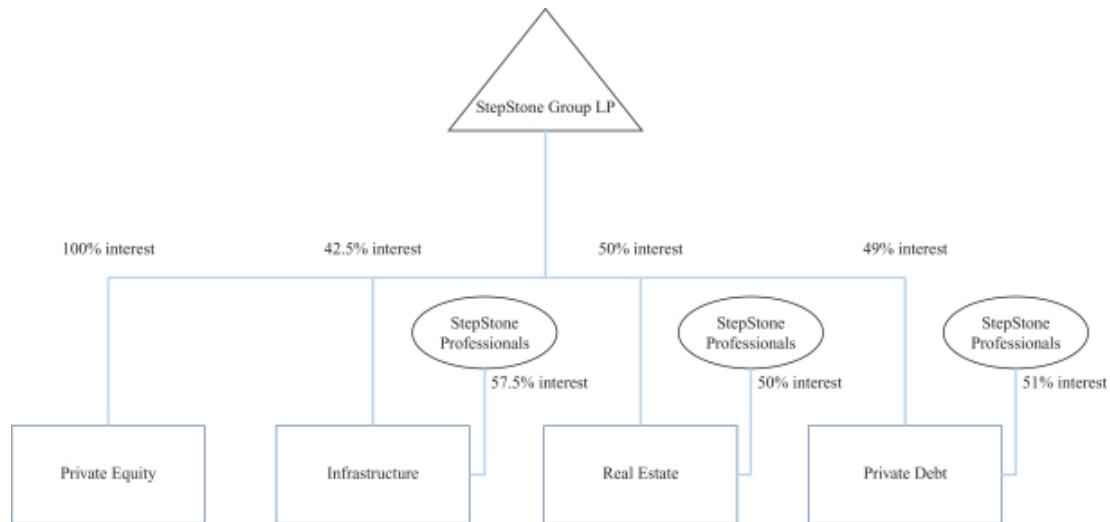 StepStone Group LP
100% interest
42.5% interest
50% interest
49% interest
StepStone
Professionals
StepStone
Professionals
StepStone
Professionals
57.5% interest
50% interest
51% interest
Private Equity
Infrastructure
Real Estate
Private Debt